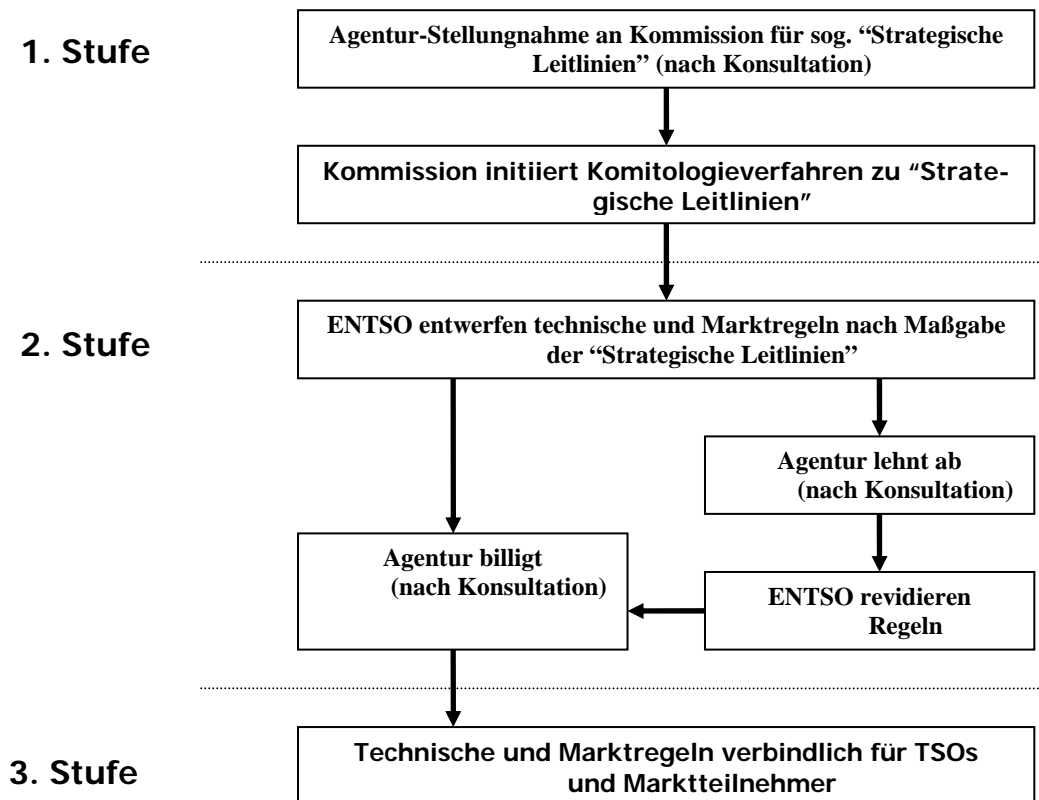 1. Stufe
Agentur-Stellungnahme an Kommission für sog. “Strategische
Leitlinien” (nach Konsultation)
Kommission initiiert Komitologieverfahren zu “Strate-
gische Leitlinien”
2. Stufe
ENTSO entwerfen technische und Marktregeln nach Maßgabe
der “Strategische Leitlinien”
Agentur lehnt ab
(nach Konsultation)
Agentur billigt
(nach Konsultation)
ENTSO revidieren
Regeln
3. Stufe
Technische und Marktregeln verbindlich für TSOs
und Marktteilnehmer